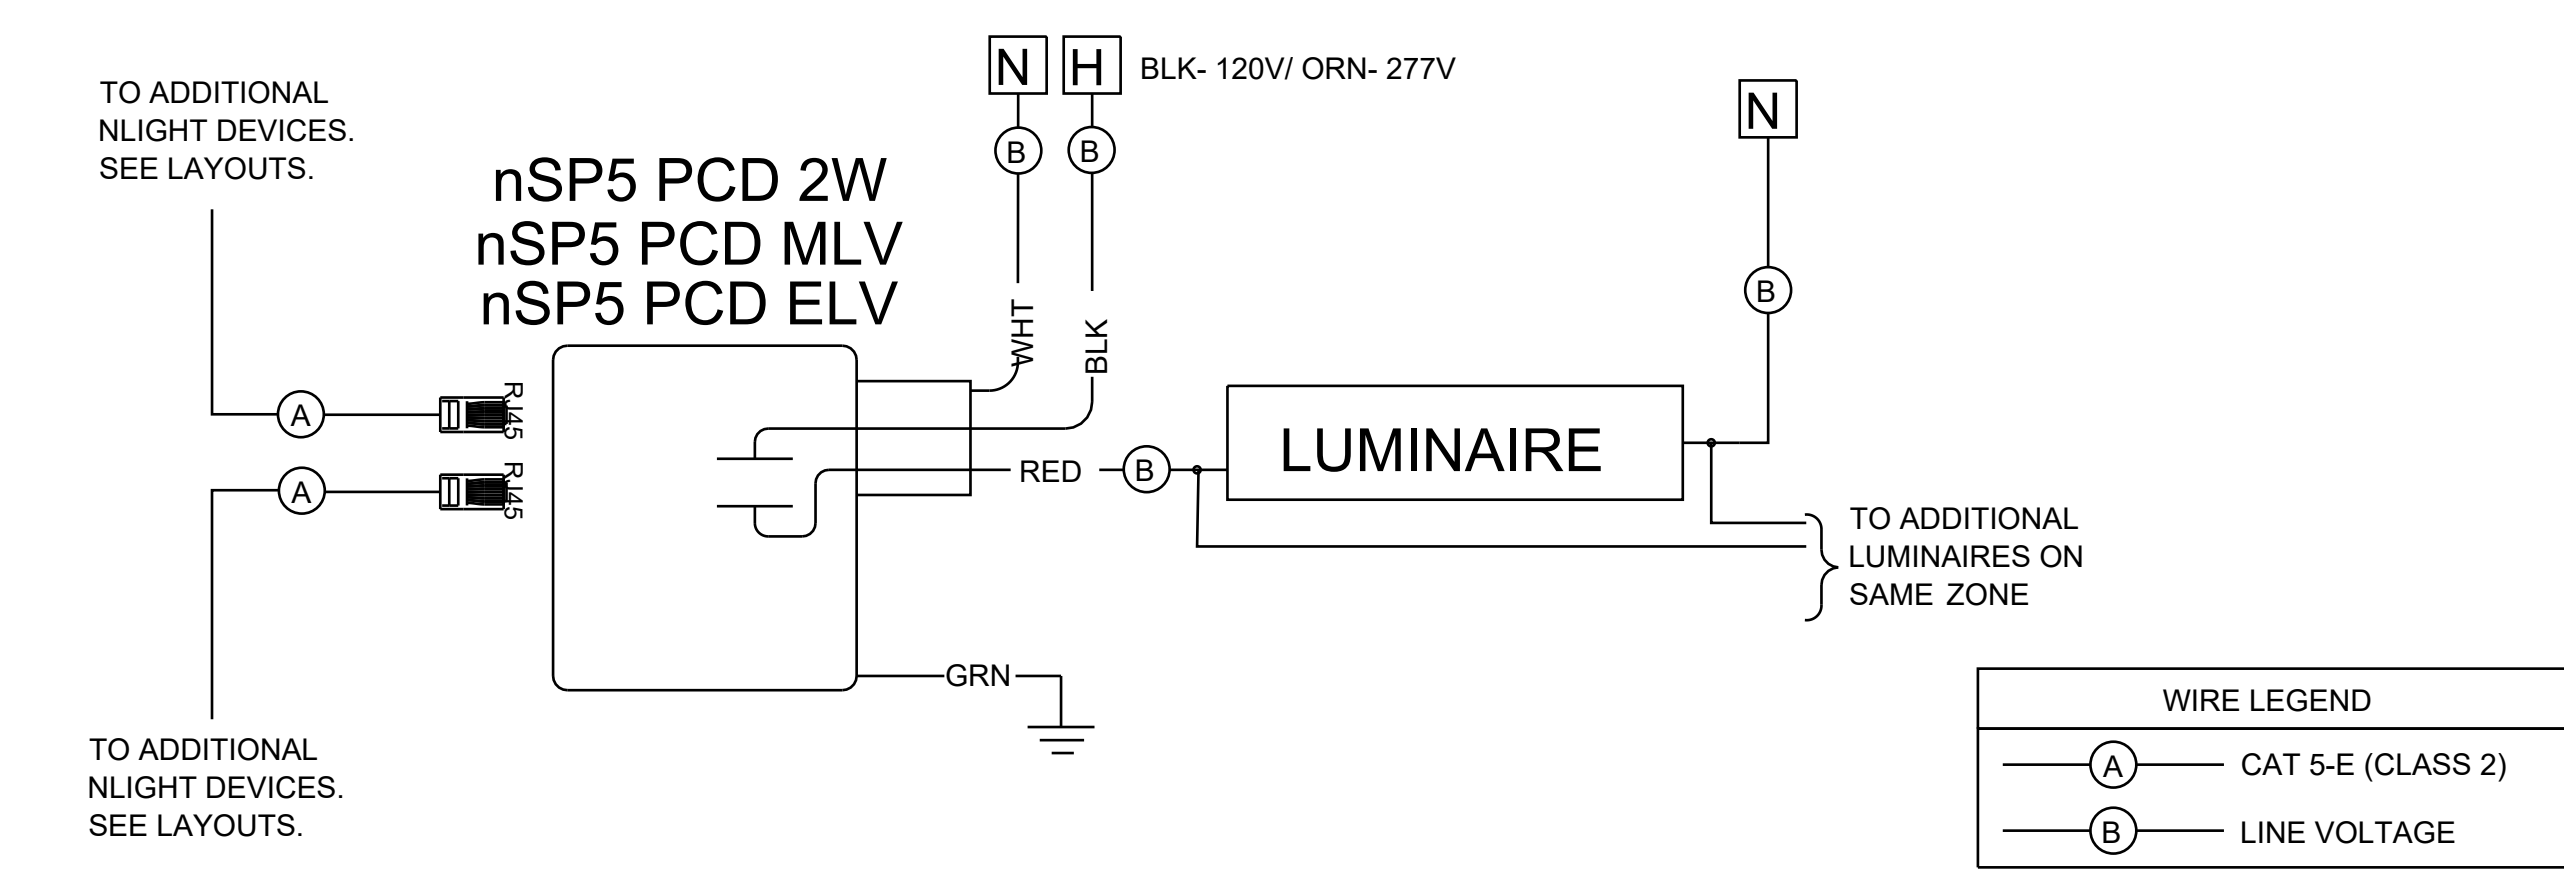 TO ADDITIONAL
NLIGHT DEVICES.
SEE LAYOUTS.
nSP5 PCD 2W
nSP5 PCD MLV
nSP5 PCD ELV
N
H
BLK- 120V/ ORN- 277V
B
B
WHT
BLK
N
B
A
RJ45
A
RJ45
RED
B
LUMINAIRE
TO ADDITIONAL
LUMINAIRES ON
SAME ZONE
GRN
TO ADDITIONAL
NLIGHT DEVICES.
SEE LAYOUTS.
WIRE LEGEND
A CAT 5-E (CLASS 2)
B LINE VOLTAGE